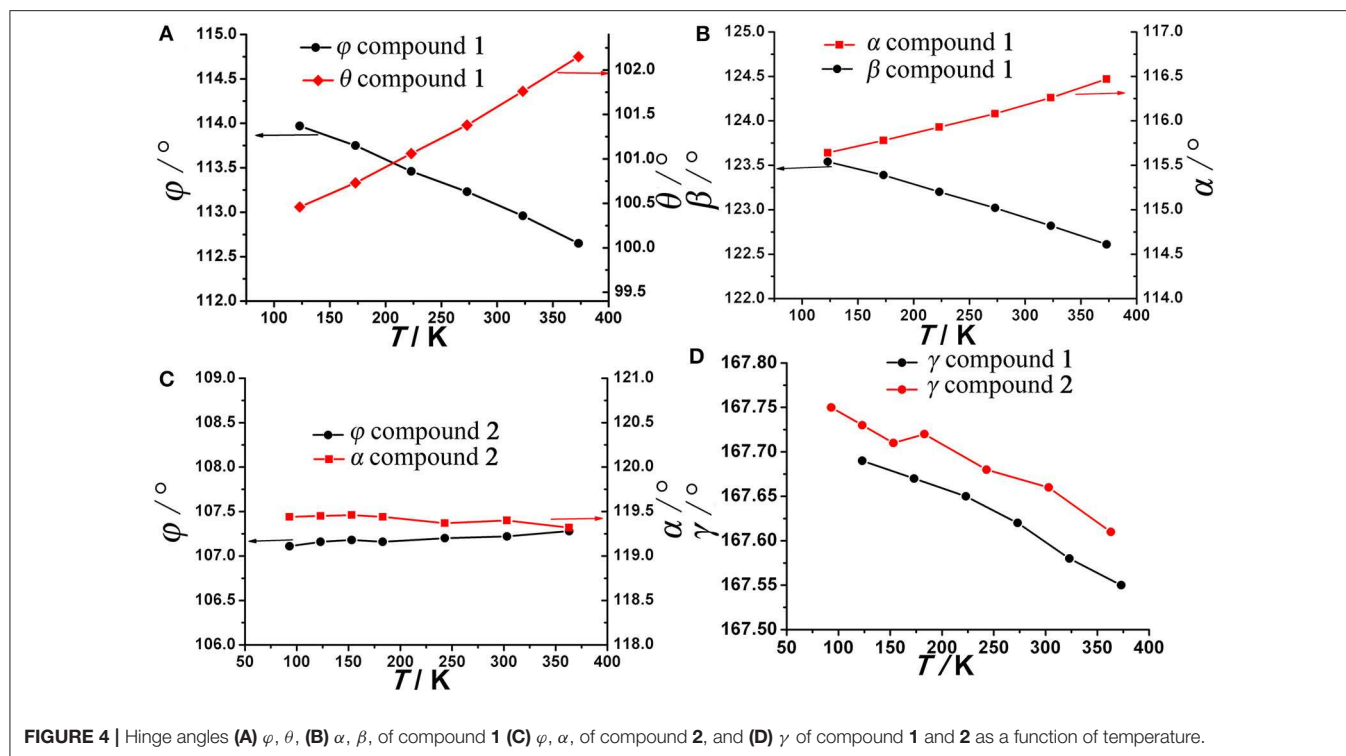 A
φ compound 1
θ compound 1
115.0
114.5
114.0
113.5
113.0
112.5
112.0
φ /°
102.0
101.5
101.0
100.5
100.0
99.5
θ /°
100 150 200 250 300 350 400
T / K
B
α compound 1
β compound 1
125.0
124.5
124.0
123.5
123.0
122.5
122.0
β /°
117.0
116.5
116.0
115.5
115.0
114.5
114.0
α /°
100 150 200 250 300 350 400
T / K
C
φ compound 2
α compound 2
109.0
108.5
108.0
107.5
107.0
106.5
106.0
φ /°
121.0
120.5
120.0
119.5
119.0
118.5
118.0
α /°
50 100 150 200 250 300 350 400
T / K
D
γ compound 1
γ compound 2
167.80
167.75
167.70
167.65
167.60
167.55
167.50
γ /°
50 100 150 200 250 300 350 400
T / K
FIGURE 4 | Hinge angles (A) φ, θ, (B) α, β, of compound 1 (C) φ, α, of compound 2, and (D) γ of compound 1 and 2 as a function of temperature.